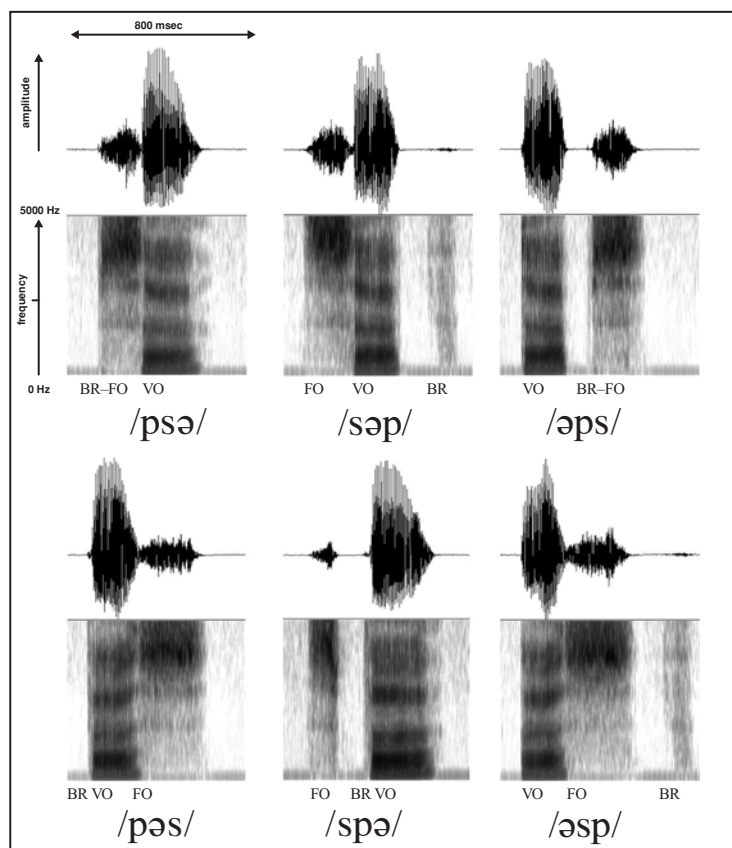 800 msec
amplitude
5000 Hz
frequency
0 Hz
BR–FO VO
FO VO BR
VO BR–FO
/psə/ /səp/ /əps/
BR VO FO
FO BR VO
VO FO BR
/pəs/ /spə/ /əsp/